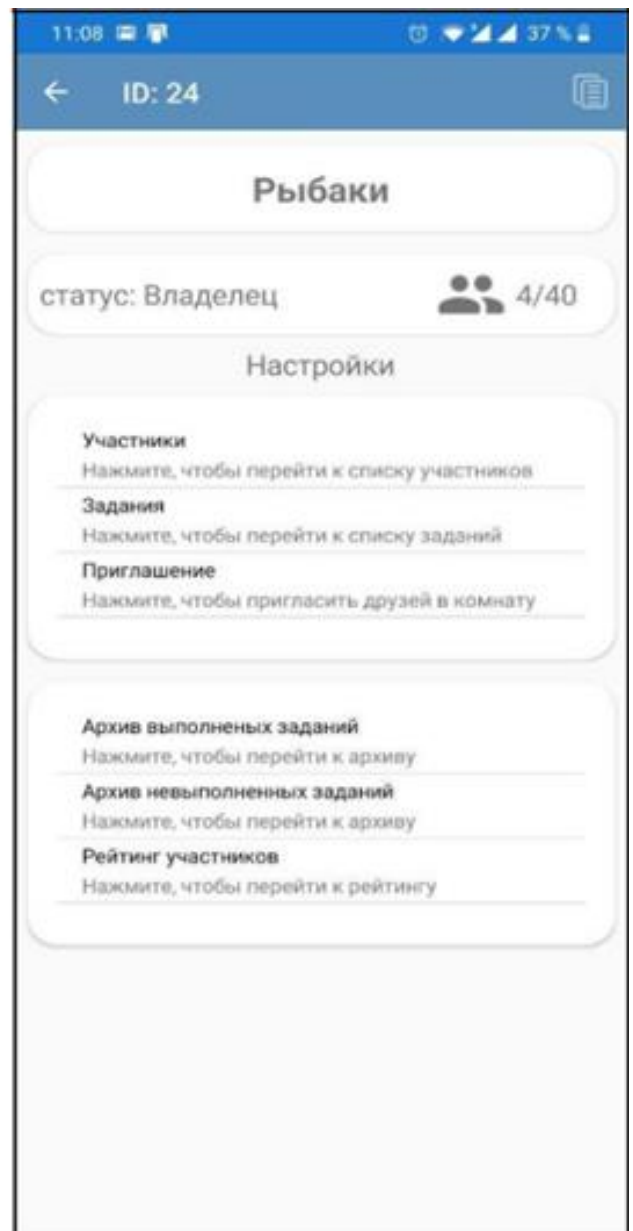 11:08 37 %
ID: 24
Рыбаки
статус: Владелец 4/40
Настройки
Участники
Нажмите, чтобы перейти к списку участников
Задания
Нажмите, чтобы перейти к списку заданий
Приглашение
Нажмите, чтобы пригласить друзей в комнату
Архив выполненых заданий
Нажмите, чтобы перейти к архиву
Архив невыполненных заданий
Нажмите, чтобы перейти к архиву
Рейтинг участников
Нажмите, чтобы перейти к рейтингу